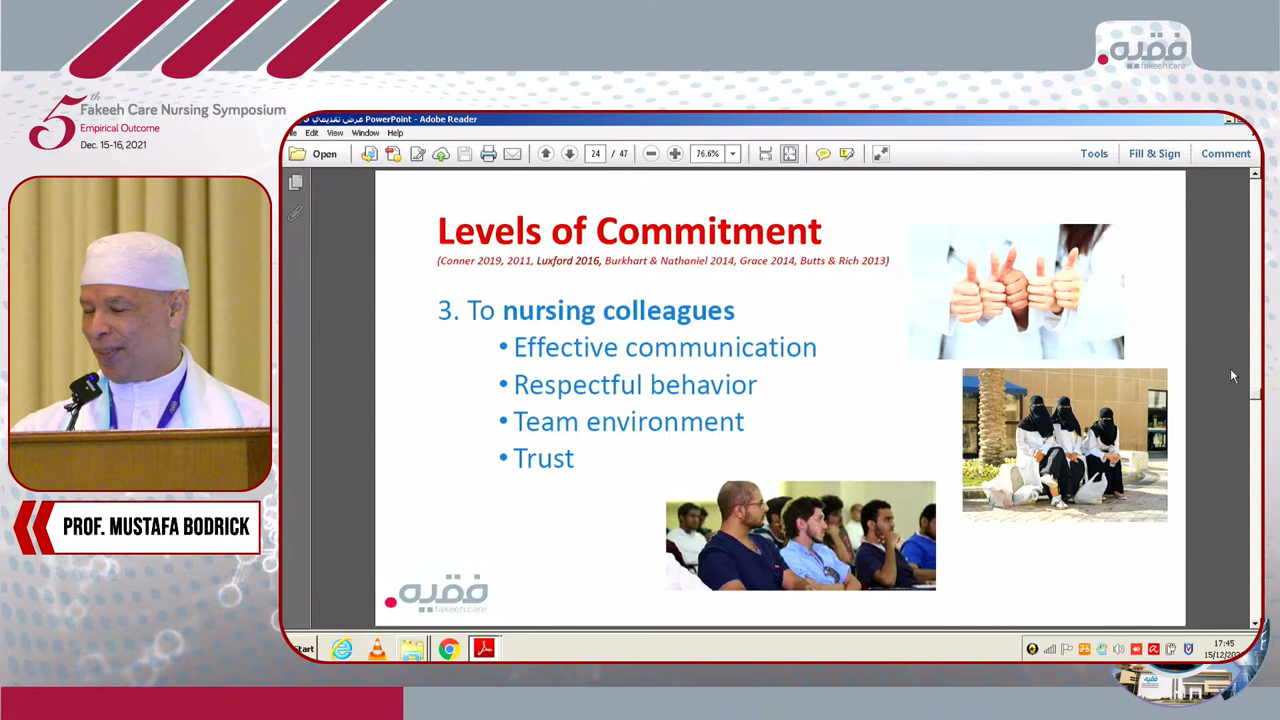 5th Fakeeh Care Nursing Symposium
Empirical Outcome
Dec. 15-16, 2021
فقيه
fakeeh.care
عرض تقديمي PowerPoint - Adobe Reader
Edit View Window Help
Open 24 / 47 76.6% Tools Fill & Sign Comment
Levels of Commitment
(Conner 2019, 2011, Luxford 2016, Burkhart & Nathaniel 2014, Grace 2014, Butts & Rich 2013)
3. To nursing colleagues
• Effective communication
• Respectful behavior
• Team environment
• Trust
فقيه
fakeeh.care
PROF. MUSTAFA BODRICK
17:45